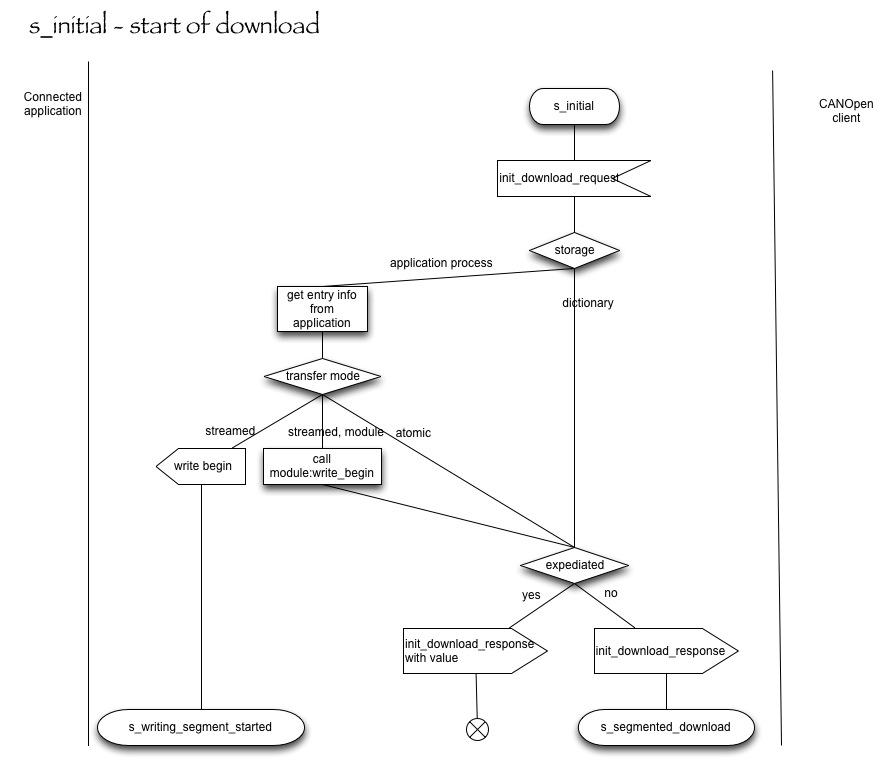 s_initial - start of download
Connected
application
s_initial
CANOpen
client
init_download_request
storage
application process
get entry info
from
application
dictionary
transfer mode
streamed
streamed, module
atomic
write begin
call
module:write_begin
expediated
yes
no
init_download_response
with value
init_download_response
s_writing_segment_started
s_segmented_download